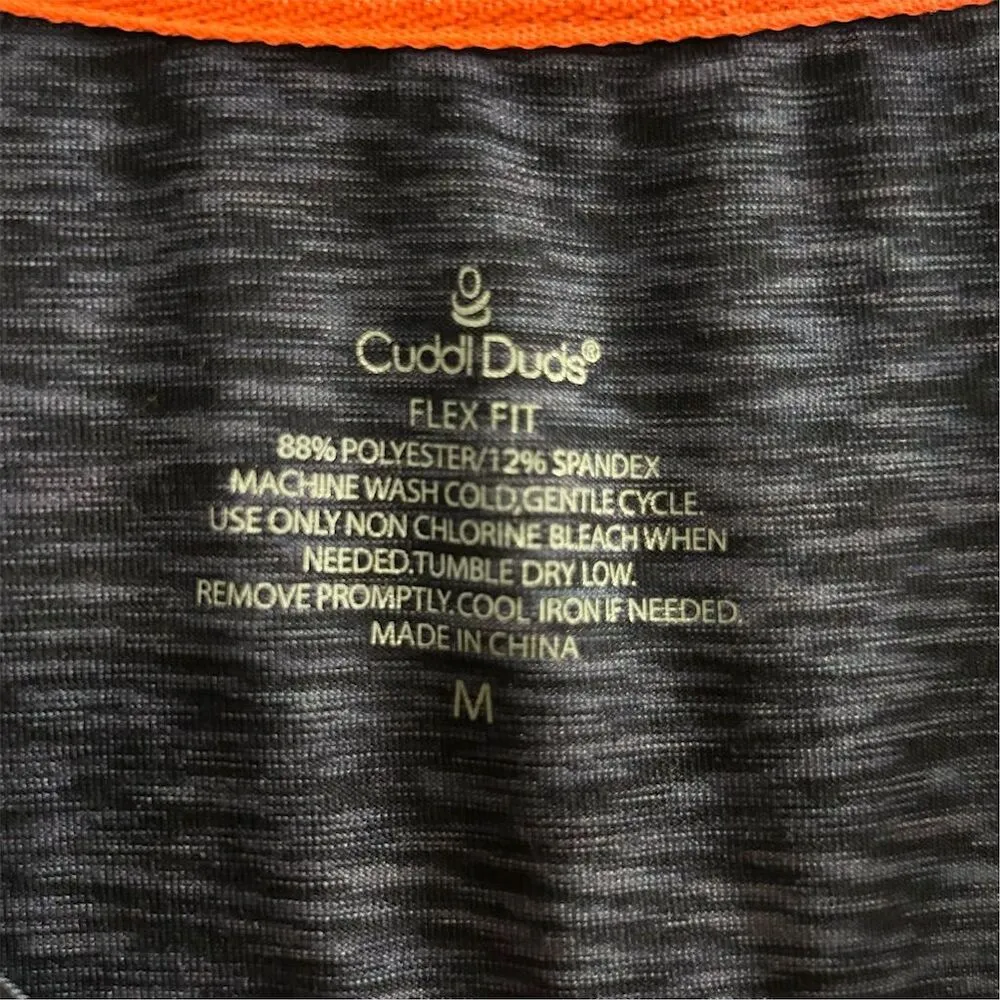 Cuddl Duds®
FLEX FIT
88% POLYESTER/12% SPANDEX
MACHINE WASH COLD,GENTLE CYCLE.
USE ONLY NON CHLORINE BLEACH WHEN
NEEDED.TUMBLE DRY LOW.
REMOVE PROMPTLY.COOL IRON IF NEEDED.
MADE IN CHINA
M